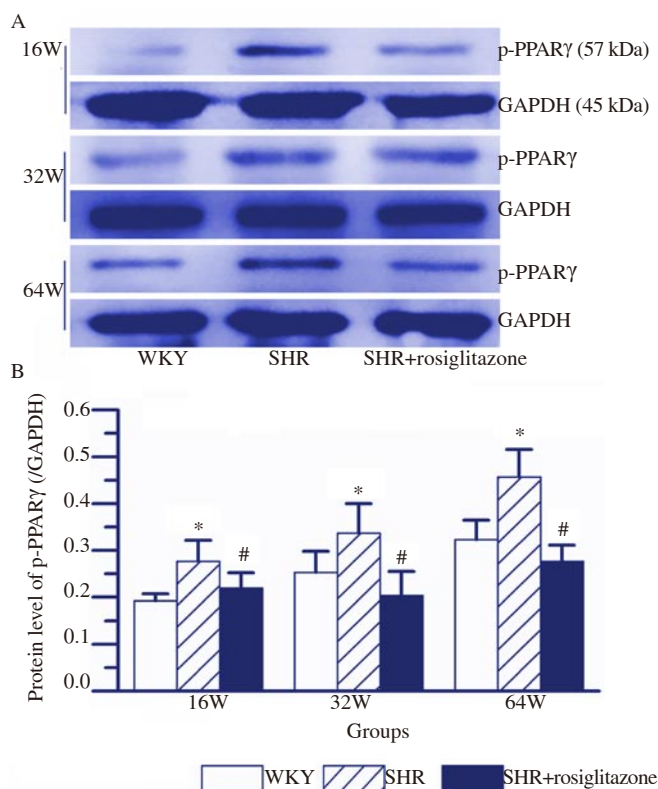 A
16W
p-PPARγ (57 kDa)
GAPDH (45 kDa)
32W
p-PPARγ
GAPDH
64W
p-PPARγ
GAPDH
WKY SHR SHR+rosiglitazone
B
Protein level of p-PPARγ (/GAPDH)
0.6
0.5
0.4
0.3
0.2
0.1
0.0
* # * # * #
16W 32W 64W
Groups
WKY SHR SHR+rosiglitazone